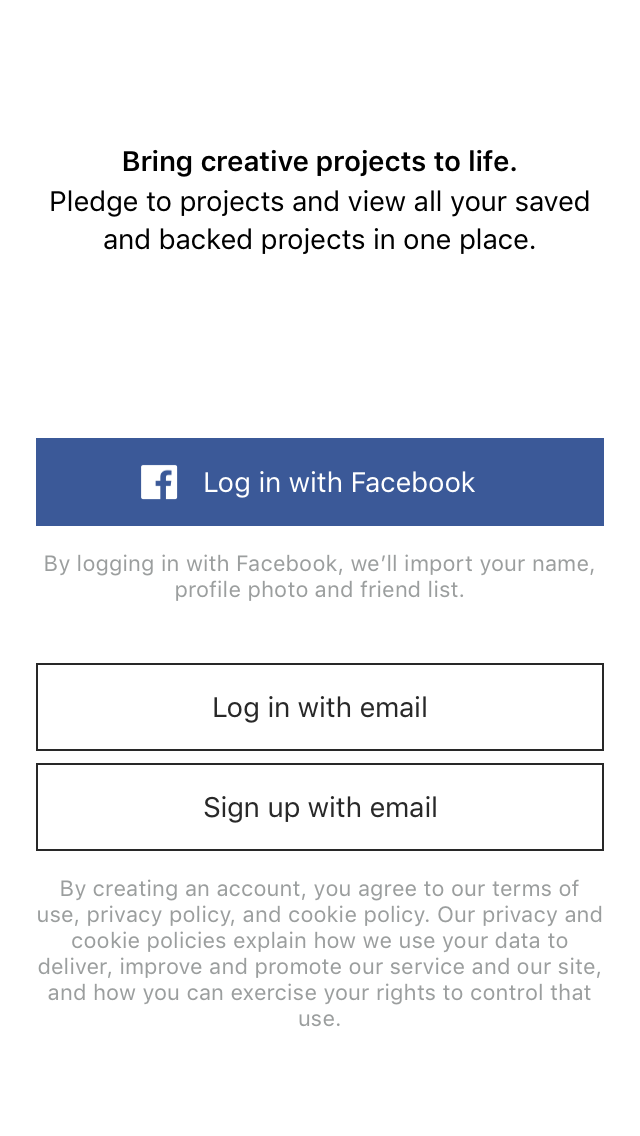 Bring creative projects to life.
Pledge to projects and view all your saved
and backed projects in one place.
Log in with Facebook
By logging in with Facebook, we’ll import your name,
profile photo and friend list.
Log in with email
Sign up with email
By creating an account, you agree to our terms of
use, privacy policy, and cookie policy. Our privacy and
cookie policies explain how we use your data to
deliver, improve and promote our service and our site,
and how you can exercise your rights to control that
use.